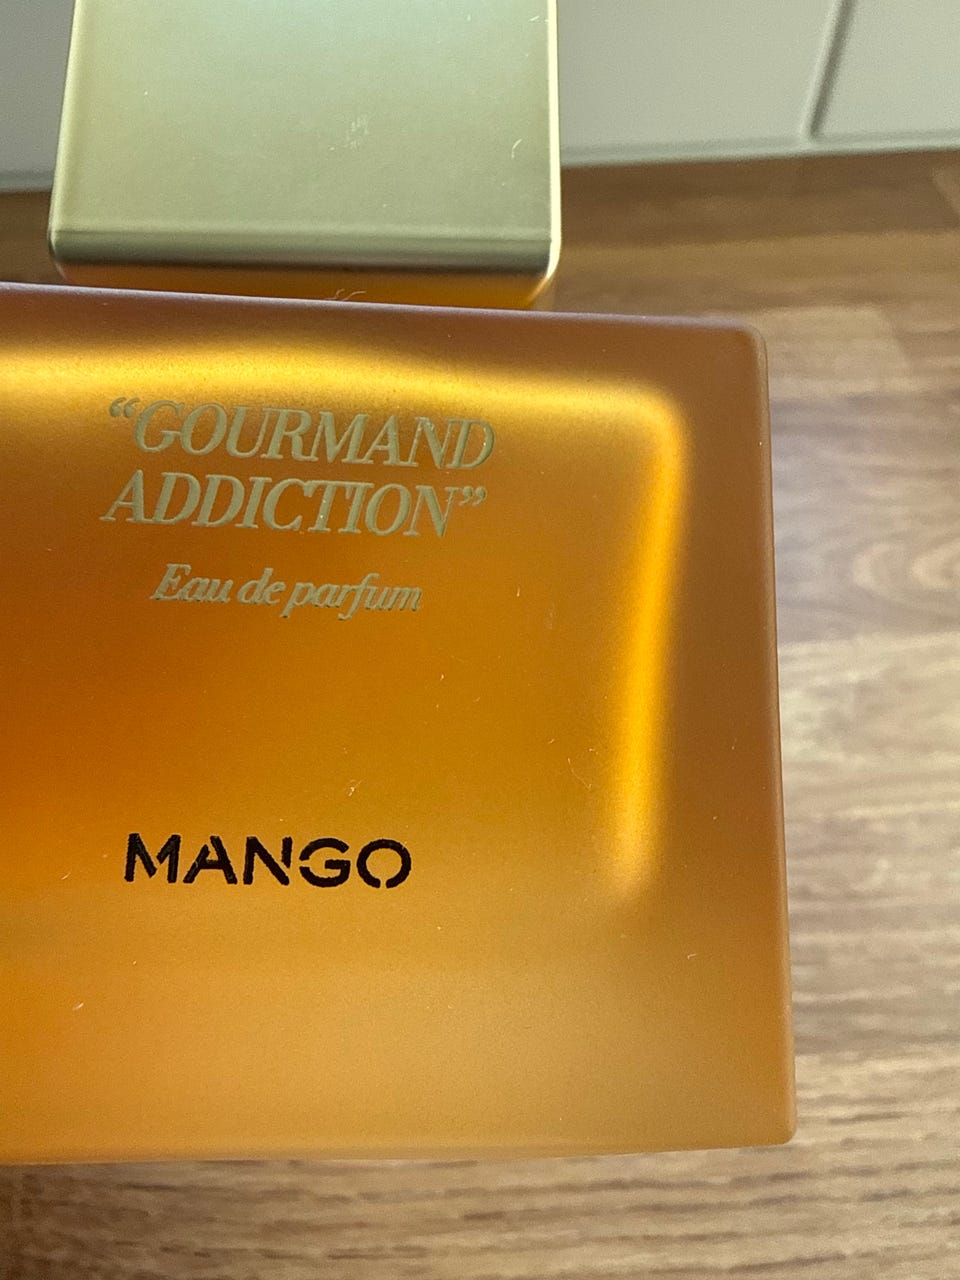 “GOURMAND
ADDICTION”
Eau de parfum
MANGO